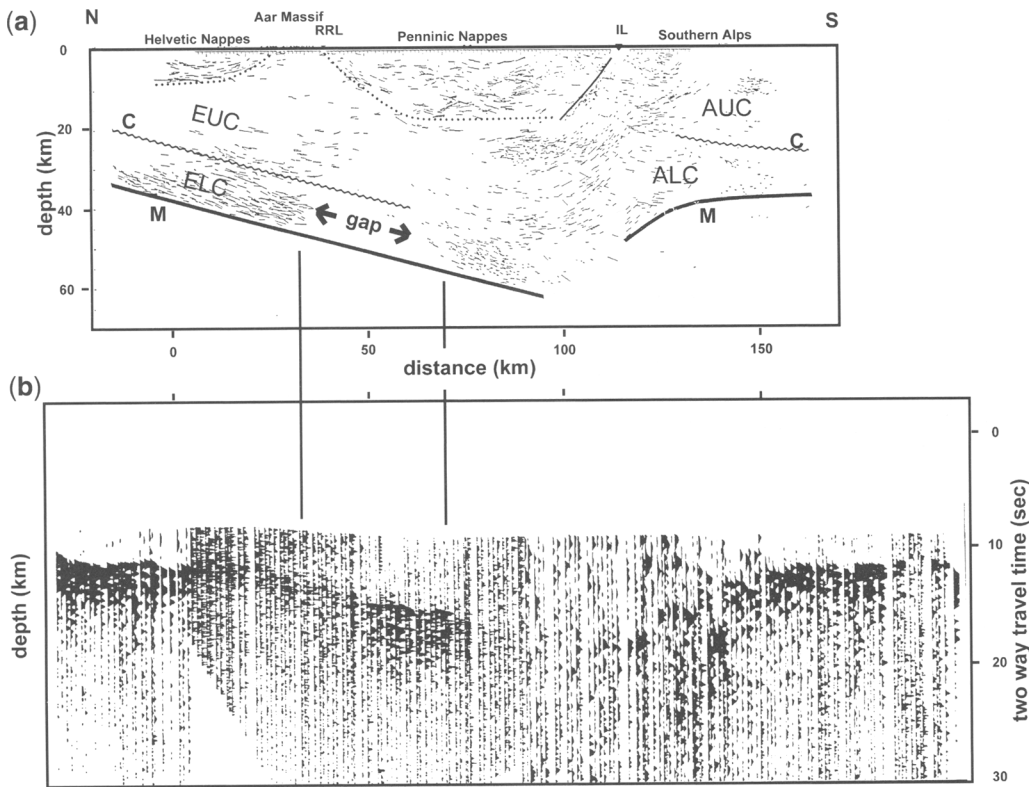 (a)
N
Aar Massif
S
Helvetic Nappes
RRL
Penninic Nappes
IL
Southern Alps
0
EUC
AUC
C
C
20
ELC
ALC
M
gap
M
40
60
depth (km)
0
50
100
150
distance (km)
(b)
0
10
20
30
depth (km)
two way travel time (sec)